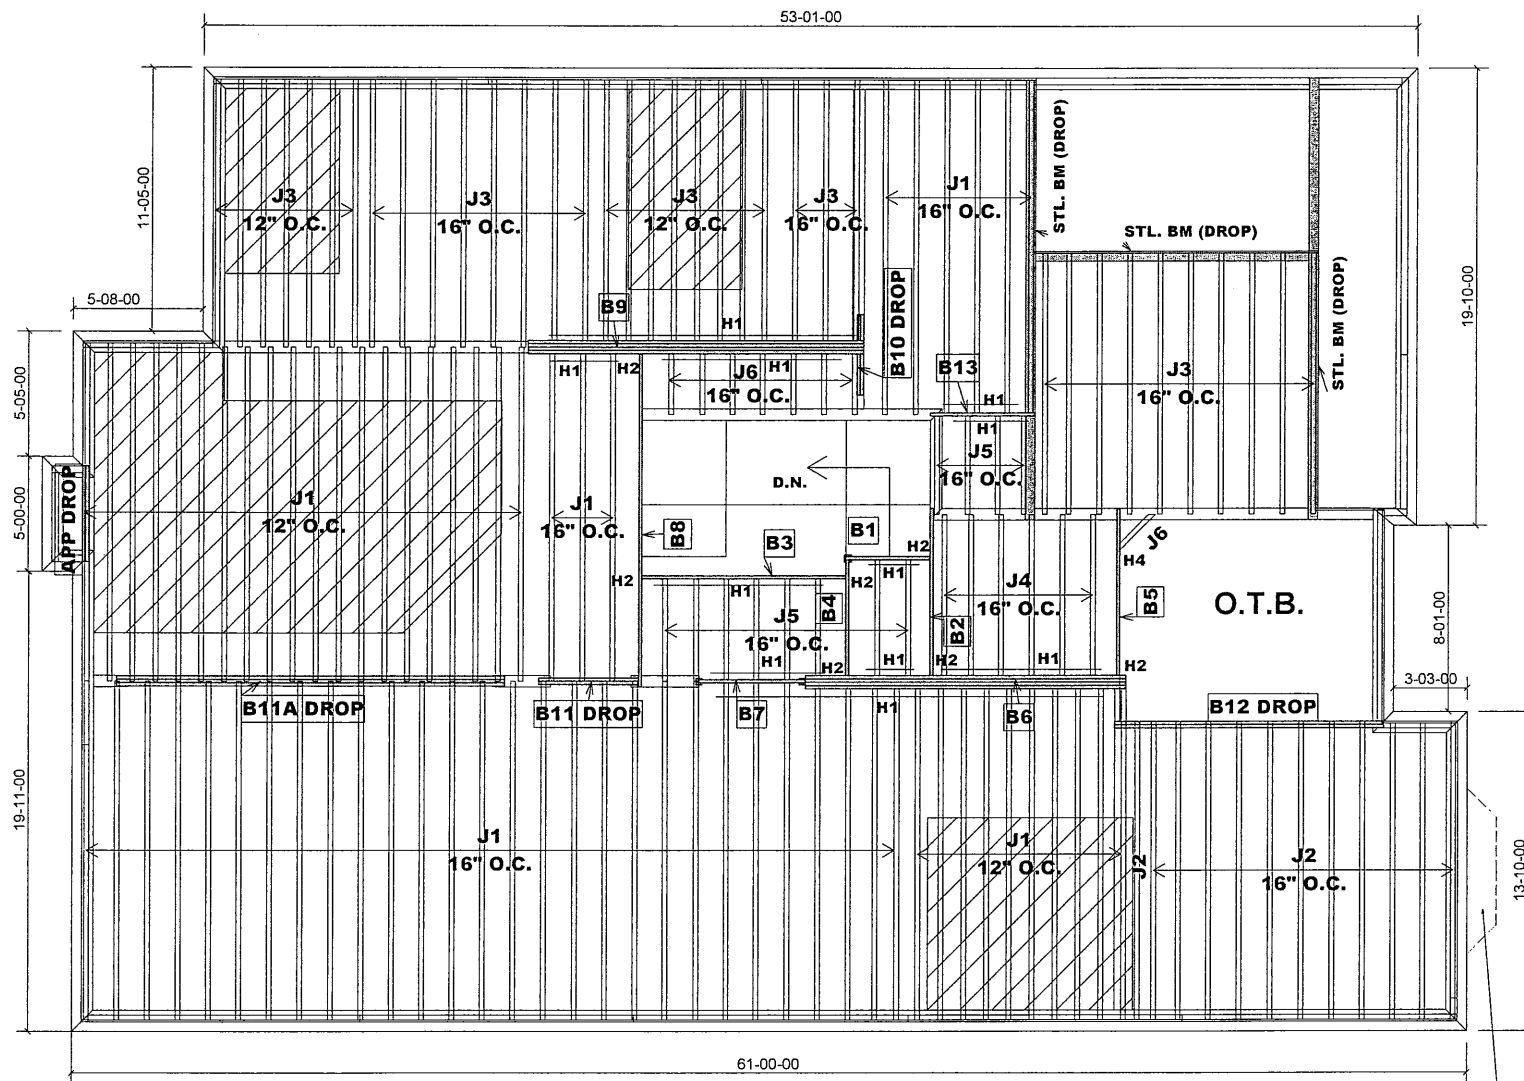 53-01-00
11-05-00
STL. BM (DROP)
J3
12" O.C.
J3
16" O.C.
J3
12" O.C.
J3
16" O.C.
J1
16" O.C.
STL. BM (DROP)
STL. BM (DROP)
19-10-00
5-08-00
B9
H1
B10 DROP
5-05-00
H1
H2
J6
16" O.C.
H1
B13
H1
H1
J3
16" O.C.
J5
16" O.C.
D.N.
APP DROP
5-00-00
J1
12" O.C.
J1
16" O.C.
B8
B3
B1
H2
H4
J6
H2
H1
H2
H1
J5
16" O.C.
B4
J4
16" O.C.
B2
B5
O.T.B.
8-01-00
H1
H2
H1
H2
H1
H2
3-03-00
B11A DROP
B11 DROP
B7
H1
B6
B12 DROP
19-11-00
J1
16" O.C.
J1
12" O.C.
J2
J2
16" O.C.
13-10-00
61-00-00